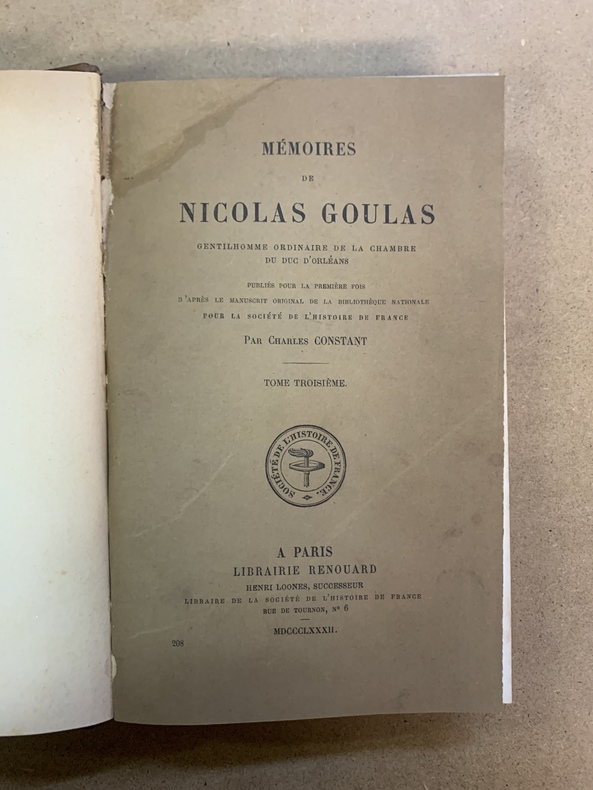 MÉMOIRES
DE
NICOLAS GOULAS
GENTILHOMME ORDINAIRE DE LA CHAMBRE
DU DUC D'ORLÉANS
PUBLIÉS POUR LA PREMIÈRE FOIS
D'APRÈS LE MANUSCRIT ORIGINAL DE LA BIBLIOTHÈQUE NATIONALE
POUR LA SOCIÉTÉ DE L'HISTOIRE DE FRANCE
PAR CHARLES CONSTANT
TOME TROISIÈME.
SOCIÉTÉ DE L'HISTOIRE DE FRANCE.
A PARIS
LIBRAIRIE RENOUARD
HENRI LOONES, SUCCESSEUR
LIBRAIRE DE LA SOCIÉTÉ DE L'HISTOIRE DE FRANCE
RUE DE TOURNON, Nº 6
MDCCCLXXXII.
208